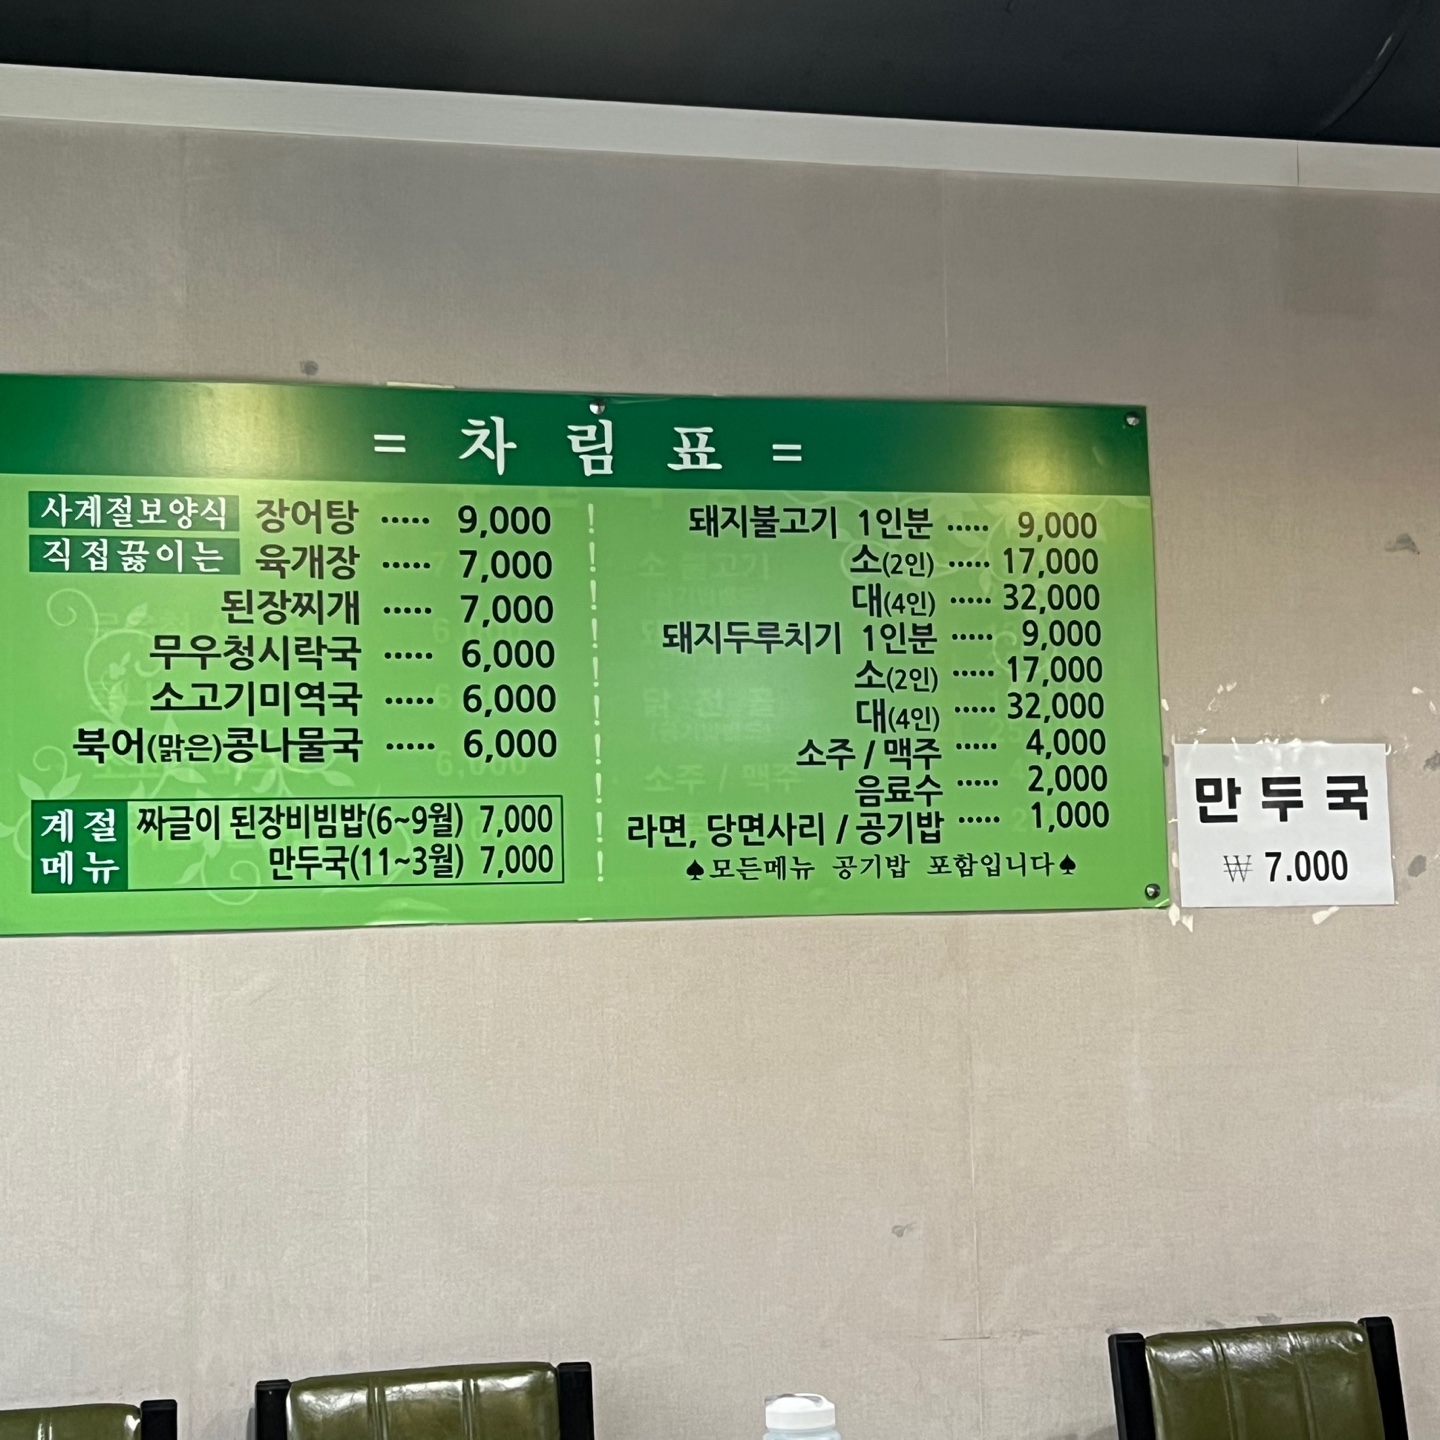 = 차 림 표 =
사계절보양식 장어탕 ····· 9,000
직접끓이는 육개장 ····· 7,000
된장찌개 ····· 7,000
무우청시락국 ····· 6,000
소고기미역국 ····· 6,000
북어(맑은)콩나물국 ····· 6,000
계절메뉴
짜글이 된장비빔밥(6~9월) 7,000
만두국(11~3월) 7,000
돼지불고기 1인분 ····· 9,000
소(2인) ····· 17,000
대(4인) ····· 32,000
돼지두루치기 1인분 ····· 9,000
소(2인) ····· 17,000
대(4인) ····· 32,000
소주 / 맥주 ····· 4,000
음료수 ····· 2,000
라면, 당면사리 / 공기밥 ····· 1,000
♠모든메뉴 공기밥 포함입니다♠
만두국
₩ 7.000